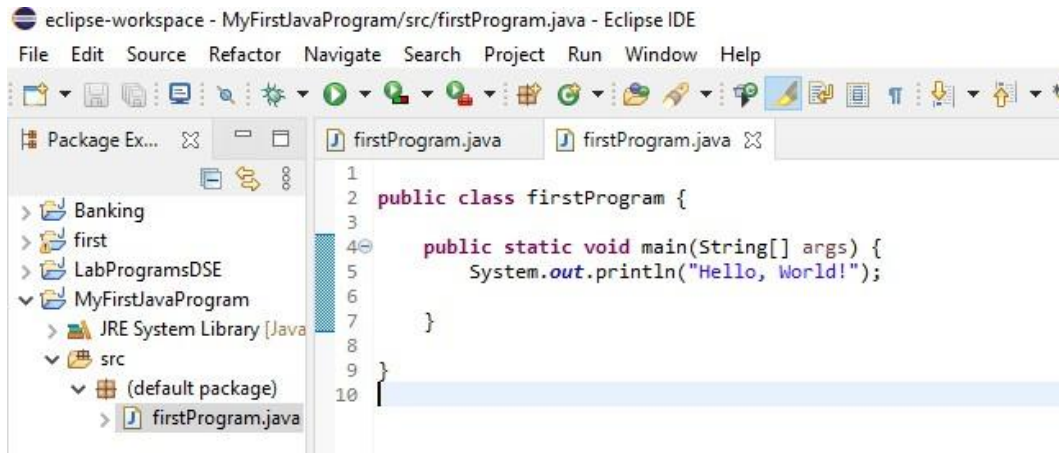 eclipse-workspace - MyFirstJavaProgram/src/firstProgram.java - Eclipse IDE
File Edit Source Refactor Navigate Search Project Run Window Help
Package Ex...
firstProgram.java firstProgram.java
Banking
first
LabProgramsDSE
MyFirstJavaProgram
JRE System Library [Java
src
(default package)
firstProgram.java
1
2 public class firstProgram {
3
4 public static void main(String[] args) {
5 System.out.println("Hello, World!");
6
7 }
8
9 }
10